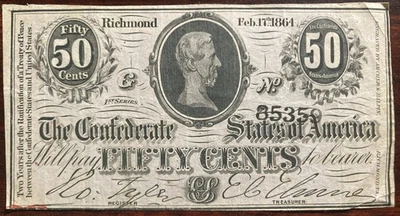 Fifty
50
Cents
Richmond
Feb. 17th 1864
50
&
No
1st Series.
85350
Two Years after the Ratification of a Treaty of Peace
between the Confederate States and United States
The Confederate States of America
Will pay FIFTY CENTS to bearer
REGISTER
TREASURER